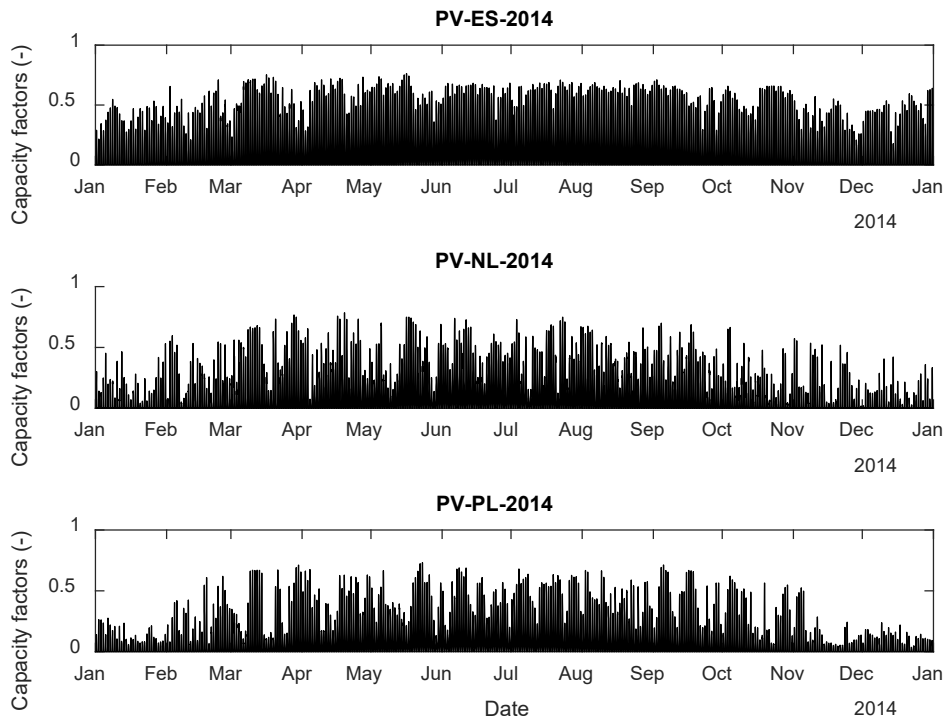 PV-ES-2014
Capacity factors (-)
1
0.5
0
Jan Feb Mar Apr May Jun Jul Aug Sep Oct Nov Dec Jan
2014
PV-NL-2014
Capacity factors (-)
1
0.5
0
Jan Feb Mar Apr May Jun Jul Aug Sep Oct Nov Dec Jan
2014
PV-PL-2014
Capacity factors (-)
1
0.5
0
Jan Feb Mar Apr May Jun Jul Aug Sep Oct Nov Dec Jan
Date
2014